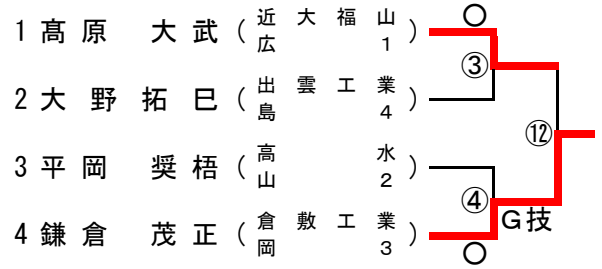 1 髙原 大武 ( 近大福山 広1 ) ○
③
2 大野拓巳 ( 出雲工業 島4 )
⑫
3 平岡 奨梧 ( 高水 山2 )
④ G技
4 鎌倉 茂正 ( 倉敷工業 岡3 ) ○